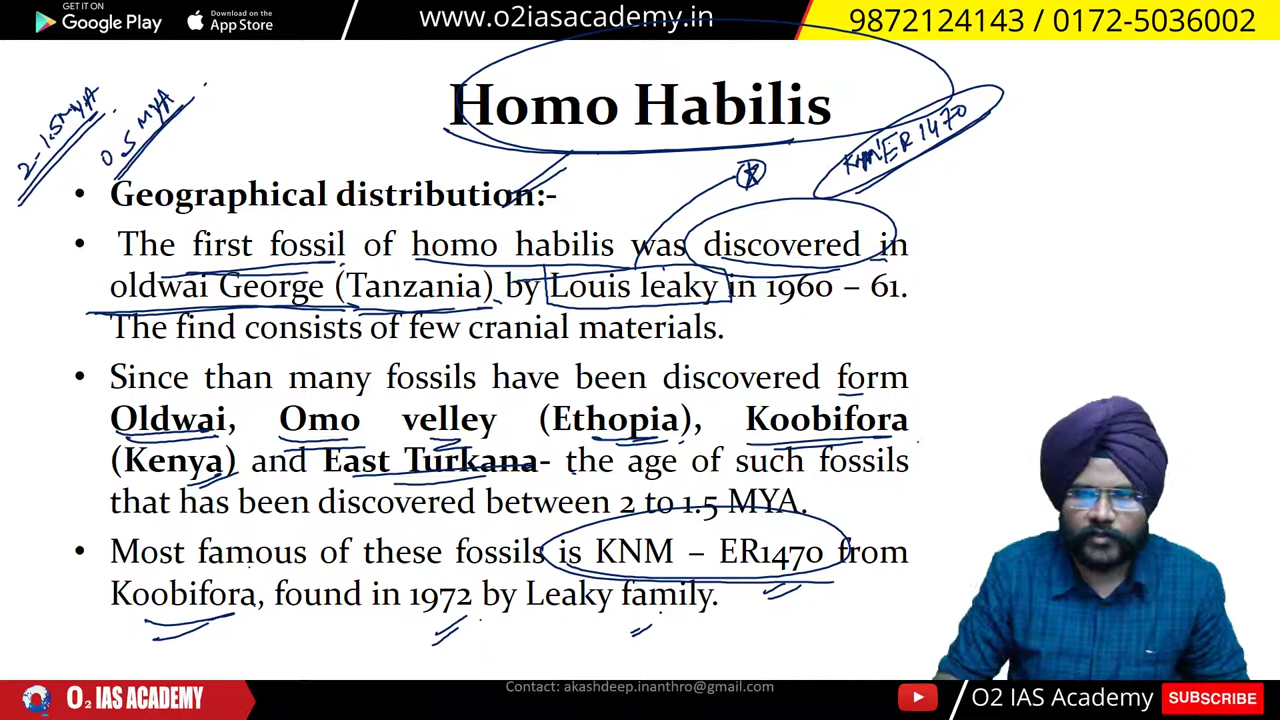 GET IT ON
Google Play
Download on the
App Store
www.o2iasacademy.in
9872124143 / 0172-5036002
Homo Habilis
2-1.5MYA
0.5 MYA
KNM ER 1470
• Geographical distribution:-
• The first fossil of homo habilis was discovered in
oldwai George (Tanzania) by Louis leaky in 1960 – 61.
The find consists of few cranial materials.
• Since than many fossils have been discovered form
Oldwai, Omo velley (Ethopia), Koobifora
(Kenya) and East Turkana- the age of such fossils
that has been discovered between 2 to 1.5 MYA.
• Most famous of these fossils is KNM – ER1470 from
Koobifora, found in 1972 by Leaky family.
O2 IAS ACADEMY
Contact: akashdeep.inanthro@gmail.com
O2 IAS Academy
SUBSCRIBE